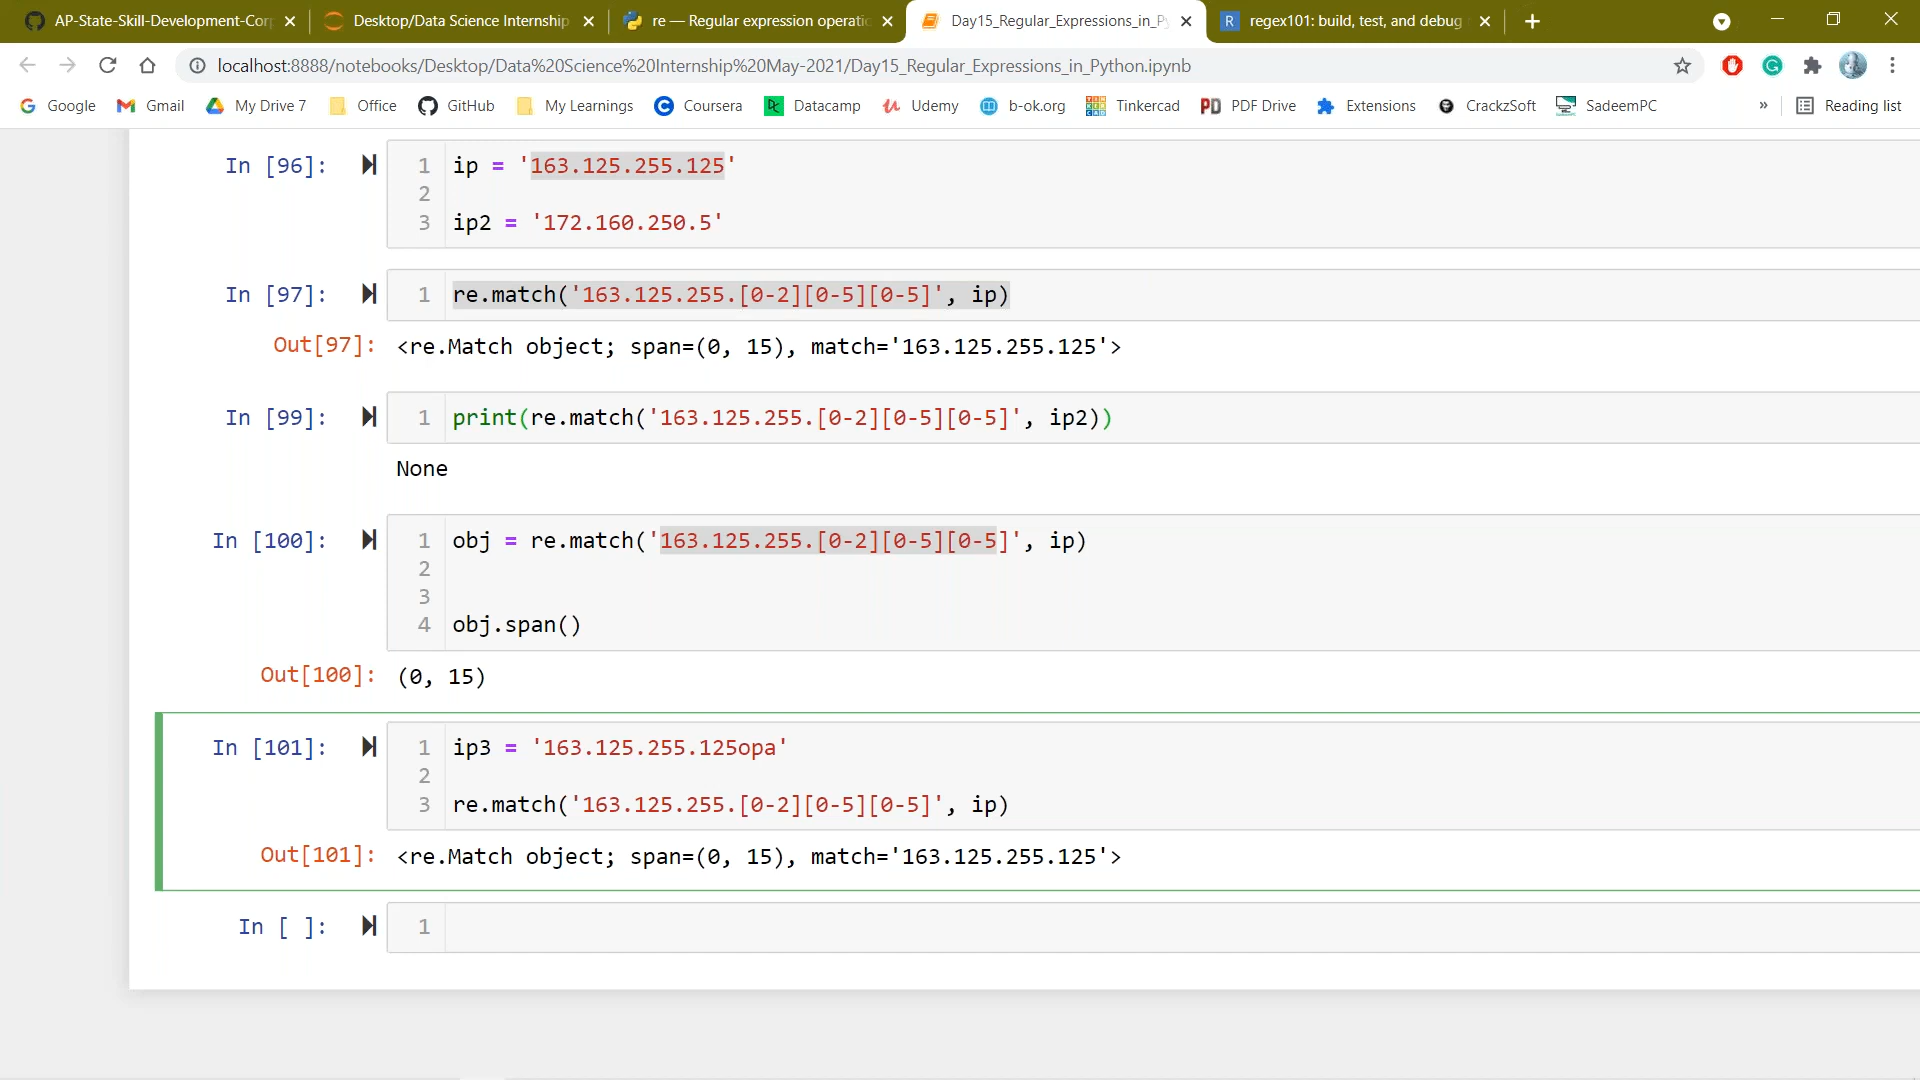 AP-State-Skill-Development-Corp
Desktop/Data Science Internship
re — Regular expression operatio
Day15_Regular_Expressions_in_Py
regex101: build, test, and debug
localhost:8888/notebooks/Desktop/Data%20Science%20Internship%20May-2021/Day15_Regular_Expressions_in_Python.ipynb
Google Gmail My Drive 7 Office GitHub My Learnings Coursera Datacamp Udemy b-ok.org Tinkercad PDF Drive Extensions CrackzSoft SadeemPC » Reading list
In [96]: 1 ip = '163.125.255.125'
2
3 ip2 = '172.160.250.5'
In [97]: 1 re.match('163.125.255.[0-2][0-5][0-5]', ip)
Out[97]: <re.Match object; span=(0, 15), match='163.125.255.125'>
In [99]: 1 print(re.match('163.125.255.[0-2][0-5][0-5]', ip2))
None
In [100]: 1 obj = re.match('163.125.255.[0-2][0-5][0-5]', ip)
2
3
4 obj.span()
Out[100]: (0, 15)
In [101]: 1 ip3 = '163.125.255.125opa'
2
3 re.match('163.125.255.[0-2][0-5][0-5]', ip)
Out[101]: <re.Match object; span=(0, 15), match='163.125.255.125'>
In [ ]: 1